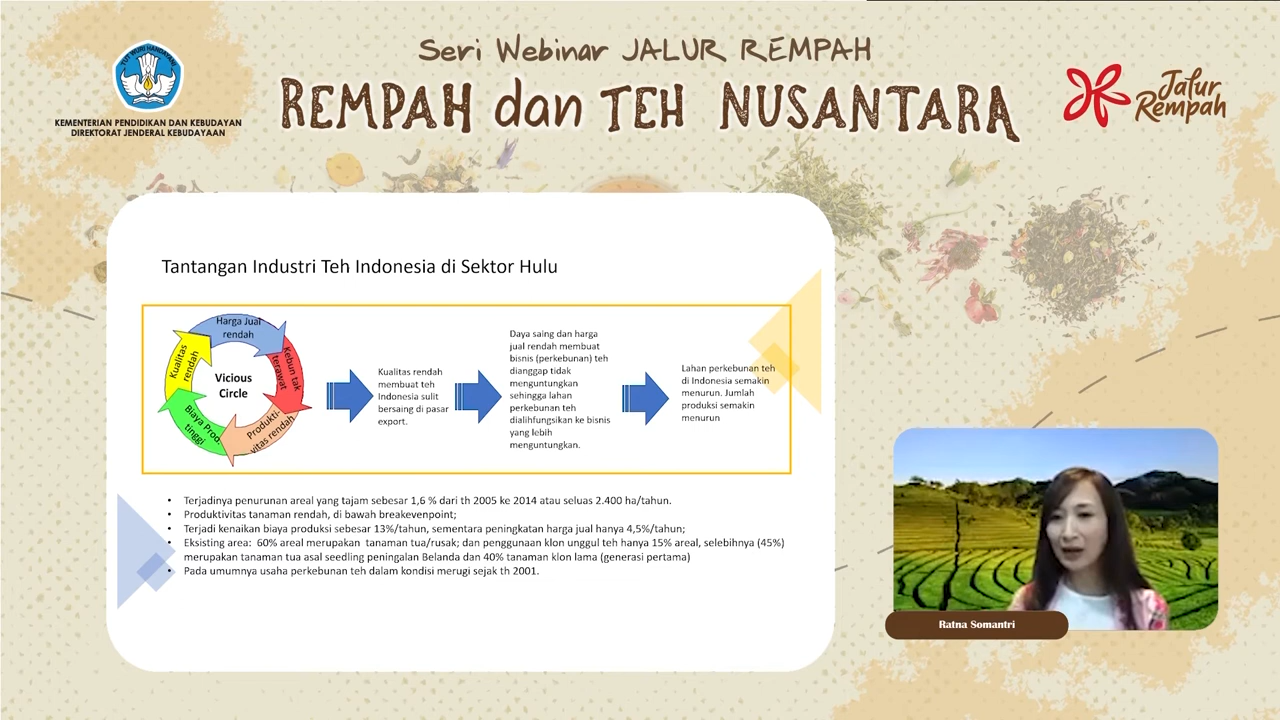 TUT WURI HANDAYANI
KEMENTERIAN PENDIDIKAN DAN KEBUDAYAAN
DIREKTORAT JENDERAL KEBUDAYAAN
Seri Webinar JALUR REMPAH
REMPAH dan TEH NUSANTARA
Jalur
Rempah
Tantangan Industri Teh Indonesia di Sektor Hulu
Harga Jual
rendah
Kebun tak
terawat
Produkti-
vitas rendah
Biaya Prod.
tinggi
Kualitas
rendah
Vicious
Circle
Kualitas rendah
membuat teh
Indonesia sulit
bersaing di pasar
export.
Daya saing dan harga
jual rendah membuat
bisnis (perkebunan) teh
dianggap tidak
menguntungkan
sehingga lahan
perkebunan teh
dialihfungsikan ke bisnis
yang lebih
menguntungkan.
Lahan perkebunan teh
di Indonesia semakin
menurun. Jumlah
produksi semakin
menurun
• Terjadinya penurunan areal yang tajam sebesar 1,6 % dari th 2005 ke 2014 atau seluas 2.400 ha/tahun.
• Produktivitas tanaman rendah, di bawah breakevenpoint;
• Terjadi kenaikan biaya produksi sebesar 13%/tahun, sementara peningkatan harga jual hanya 4,5%/tahun;
• Eksisting area: 60% areal merupakan tanaman tua/rusak; dan penggunaan klon unggul teh hanya 15% areal, selebihnya (45%)
merupakan tanaman tua asal seedling peningalan Belanda dan 40% tanaman klon lama (generasi pertama)
• Pada umumnya usaha perkebunan teh dalam kondisi merugi sejak th 2001.
Ratna Somantri